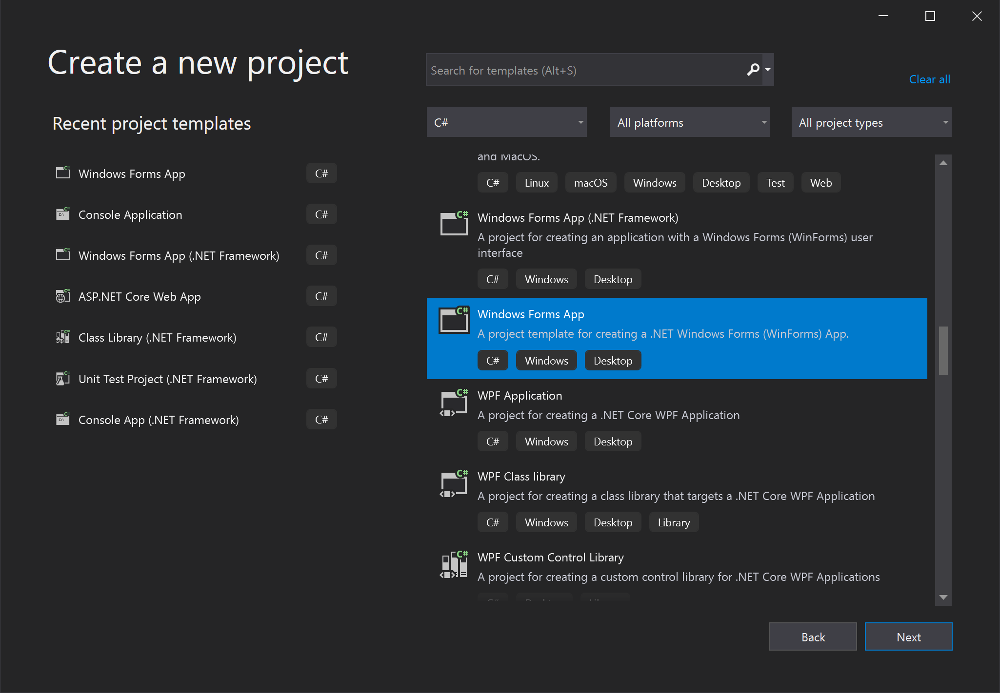 Create a new project
Search for templates (Alt+S)
Clear all
Recent project templates
C#
All platforms
All project types
Windows Forms App C#
Console Application C#
Windows Forms App (.NET Framework) C#
ASP.NET Core Web App C#
Class Library (.NET Framework) C#
Unit Test Project (.NET Framework) C#
Console App (.NET Framework) C#
and MacOS.
C# Linux macOS Windows Desktop Test Web
C#
Windows Forms App (.NET Framework)
A project for creating an application with a Windows Forms (WinForms) user
interface
C# Windows Desktop
C#
Windows Forms App
A project template for creating a .NET Windows Forms (WinForms) App.
C# Windows Desktop
C#
WPF Application
A project for creating a .NET Core WPF Application
C# Windows Desktop
C#
WPF Class library
A project for creating a class library that targets a .NET Core WPF Application
C# Windows Desktop Library
C#
WPF Custom Control Library
A project for creating a custom control library for .NET Core WPF Applications
Back
Next